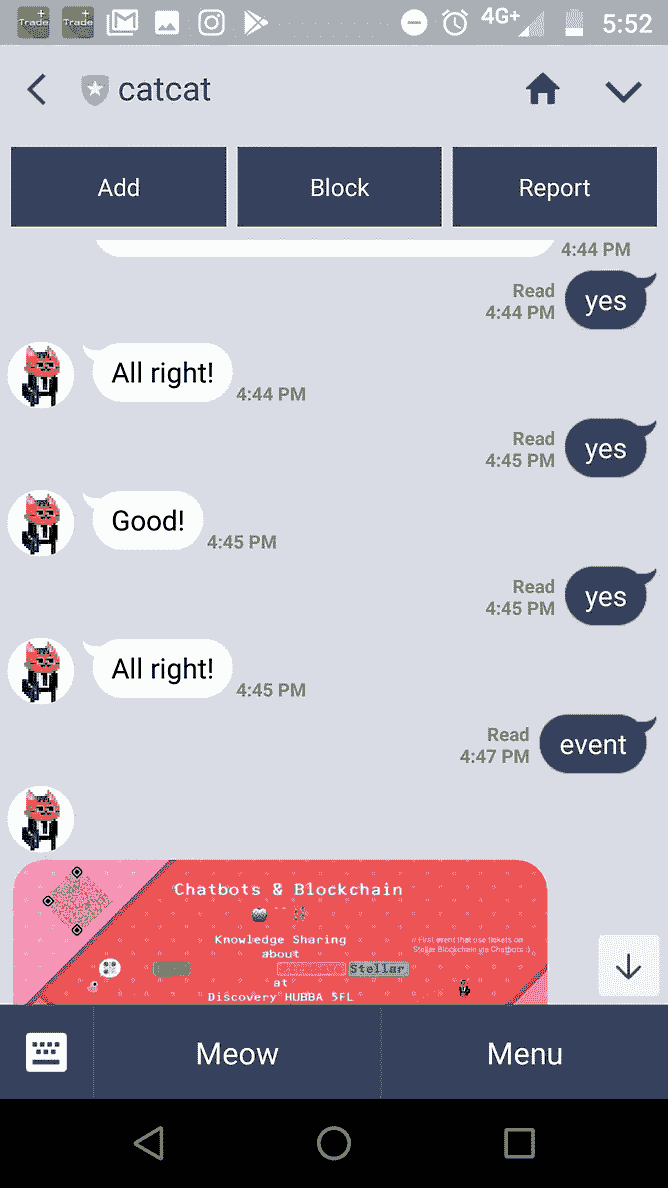 Trade
Trade
4G+
5:52
catcat
Add
Block
Report
4:44 PM
Read
4:44 PM
yes
All right!
4:44 PM
Read
4:45 PM
yes
Good!
4:45 PM
Read
4:45 PM
yes
All right!
4:45 PM
Read
4:47 PM
event
Chatbots & Blockchain
Knowledge Sharing
about
Stellar
at
Discovery HUBBA 5FL
First event that use tickets on
Stellar Blockchain via Chatbots :)
Meow
Menu